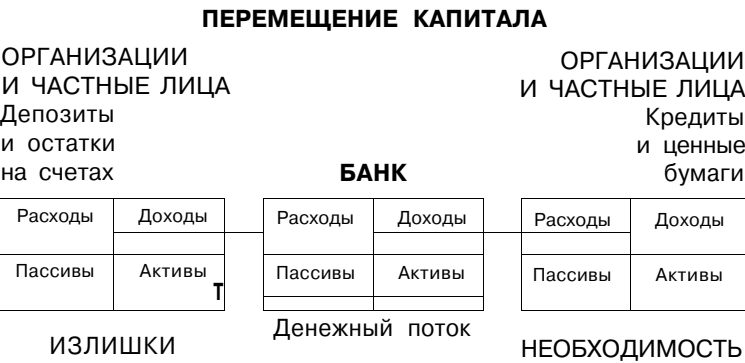 ПЕРЕМЕЩЕНИЕ КАПИТАЛА
ОРГАНИЗАЦИИ
И ЧАСТНЫЕ ЛИЦА
Депозиты
и остатки
на счетах
БАНК
ОРГАНИЗАЦИИ
И ЧАСТНЫЕ ЛИЦА
Кредиты
и ценные
бумаги
Расходы Доходы
Пассивы Активы
Т
Расходы Доходы
Пассивы Активы
Расходы Доходы
Пассивы Активы
ИЗЛИШКИ
Денежный поток
НЕОБХОДИМОСТЬ